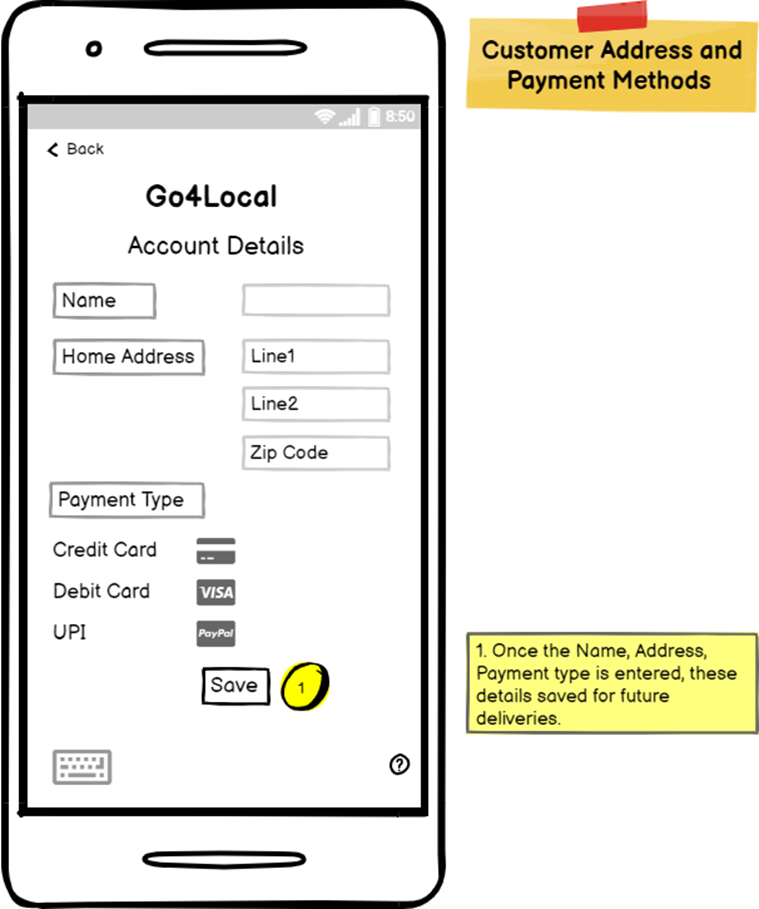 Customer Address and
Payment Methods
8:50
Back
Go4Local
Account Details
Name
Home Address
Line1
Line2
Zip Code
Payment Type
Credit Card
Debit Card
VISA
UPI
PayPal
Save
1
1. Once the Name, Address,
Payment type is entered, these
details saved for future
deliveries.
?